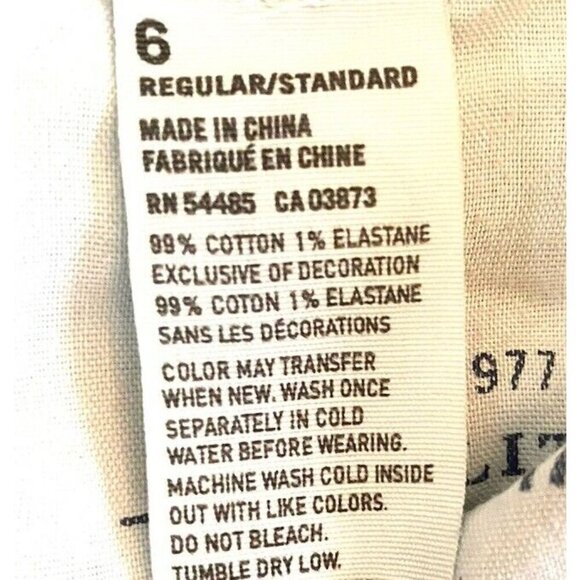 6
REGULAR/STANDARD
MADE IN CHINA
FABRIQUÉ EN CHINE
RN 54485 CA 03873
99% COTTON 1% ELASTANE
EXCLUSIVE OF DECORATION
99% COTON 1% ELASTANE
SANS LES DÉCORATIONS
COLOR MAY TRANSFER
WHEN NEW. WASH ONCE
SEPARATELY IN COLD
WATER BEFORE WEARING.
MACHINE WASH COLD INSIDE
OUT WITH LIKE COLORS.
DO NOT BLEACH.
TUMBLE DRY LOW.
977